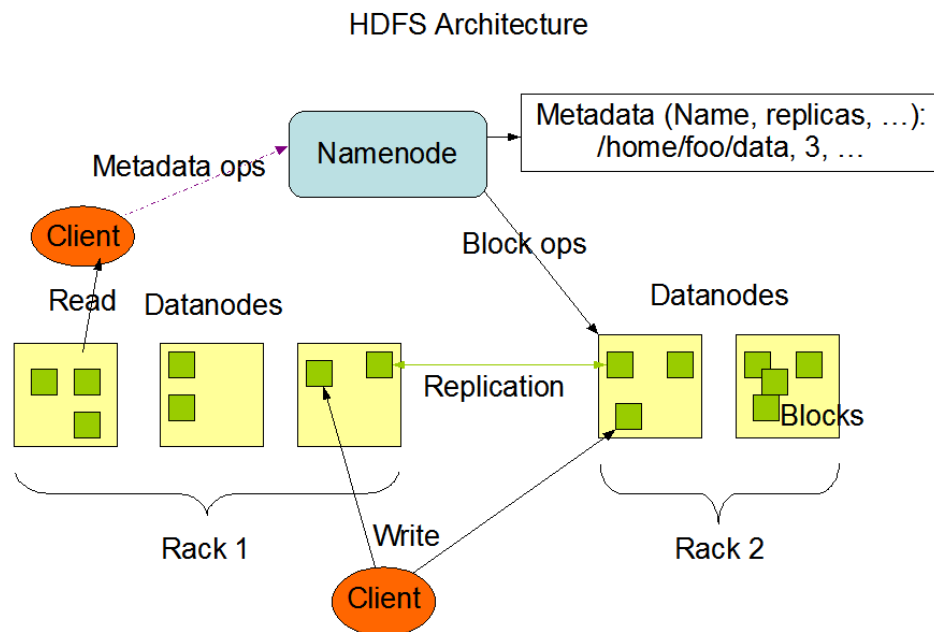 HDFS Architecture
Metadata (Name, replicas, …):
/home/foo/data, 3, …
Namenode
Metadata ops
Client
Block ops
Read
Datanodes
Datanodes
Replication
Blocks
Rack 1
Write
Rack 2
Client